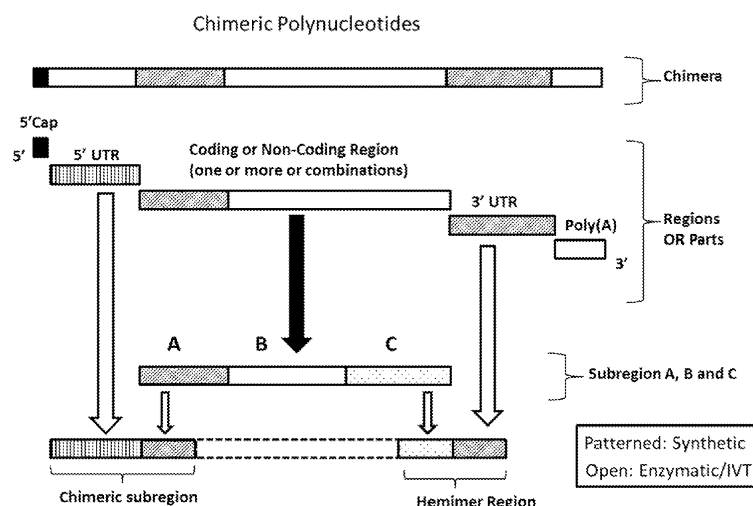 Chimeric Polynucleotides
Chimera
5'Cap
5'
5' UTR
Coding or Non-Coding Region
(one or more or combinations)
3' UTR
Poly(A)
3'
Regions
OR Parts
A
B
C
Subregion A, B and C
Patterned: Synthetic
Open: Enzymatic/IVT
Chimeric subregion
Hemimer Region